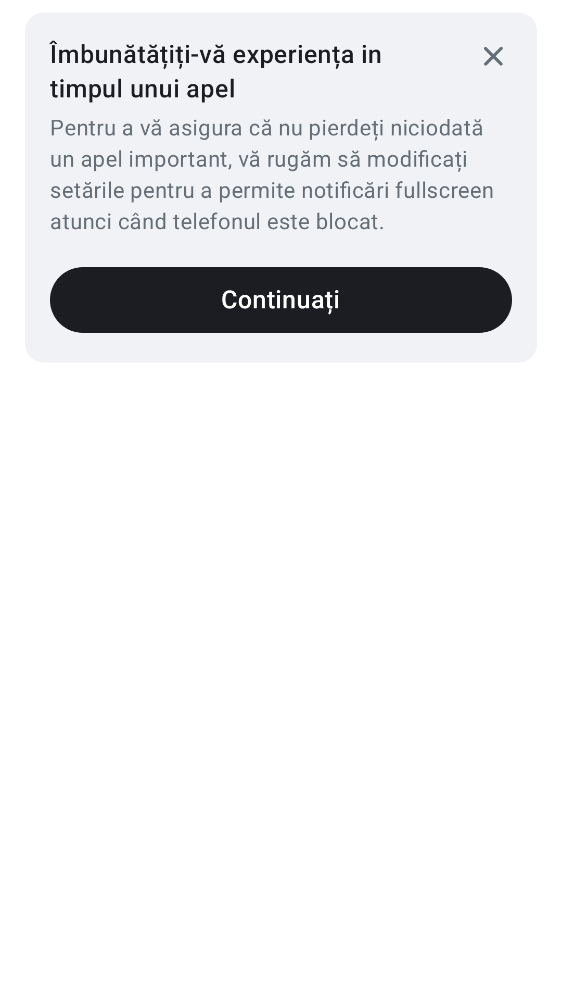 Îmbunătățiți-vă experiența in
timpul unui apel
Pentru a vă asigura că nu pierdeți niciodată
un apel important, vă rugăm să modificați
setările pentru a permite notificări fullscreen
atunci când telefonul este blocat.
Continuați